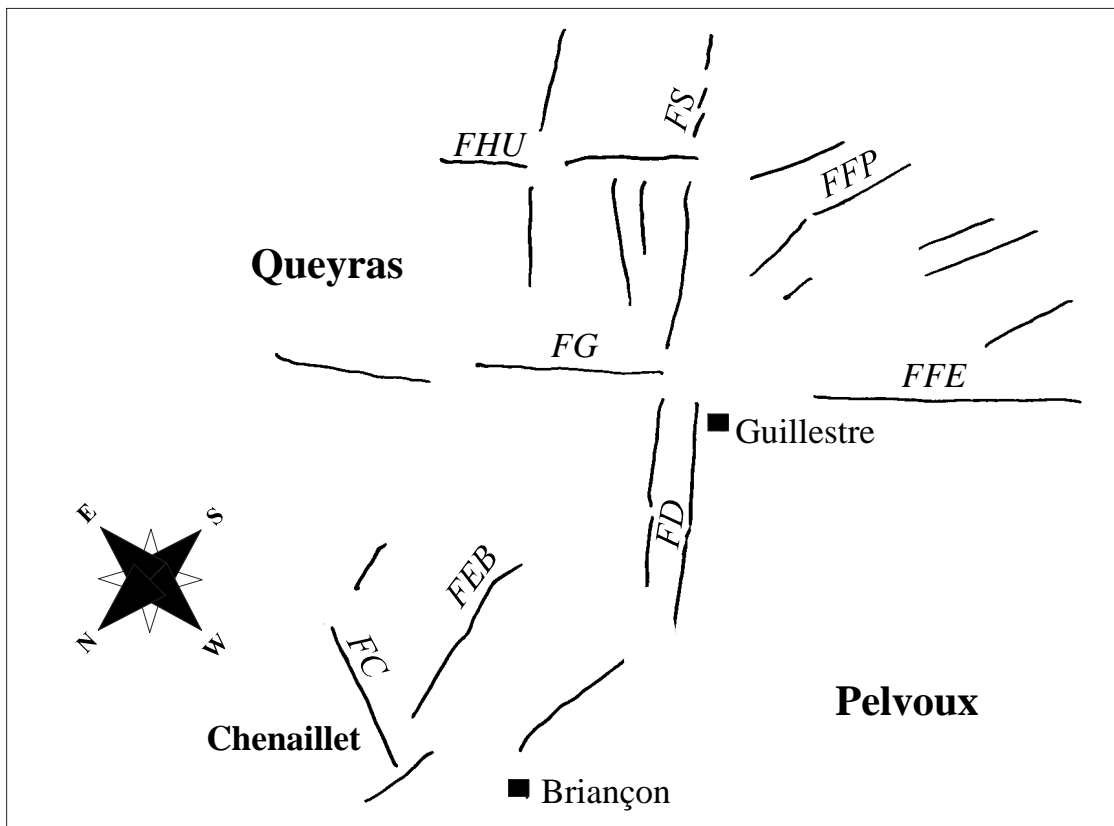 FS
FHU
FFP
Queyras
FG
FFE
Guillestre
E
S
FD
FEB
N
W
FC
Pelvoux
Chenaillet
Briançon